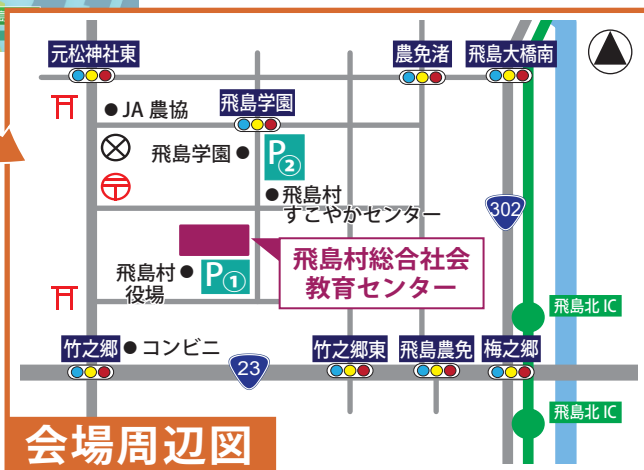 元松神社東
農免渚
飛島大橋南
JA 農協
飛島学園
飛島学園
P②
飛島村
すこやかセンター
302
飛島村総合社会
教育センター
飛島村
役場
P①
飛島北 IC
竹之郷
コンビニ
23
竹之郷東
飛島農免
梅之郷
飛島北 IC
会場周辺図